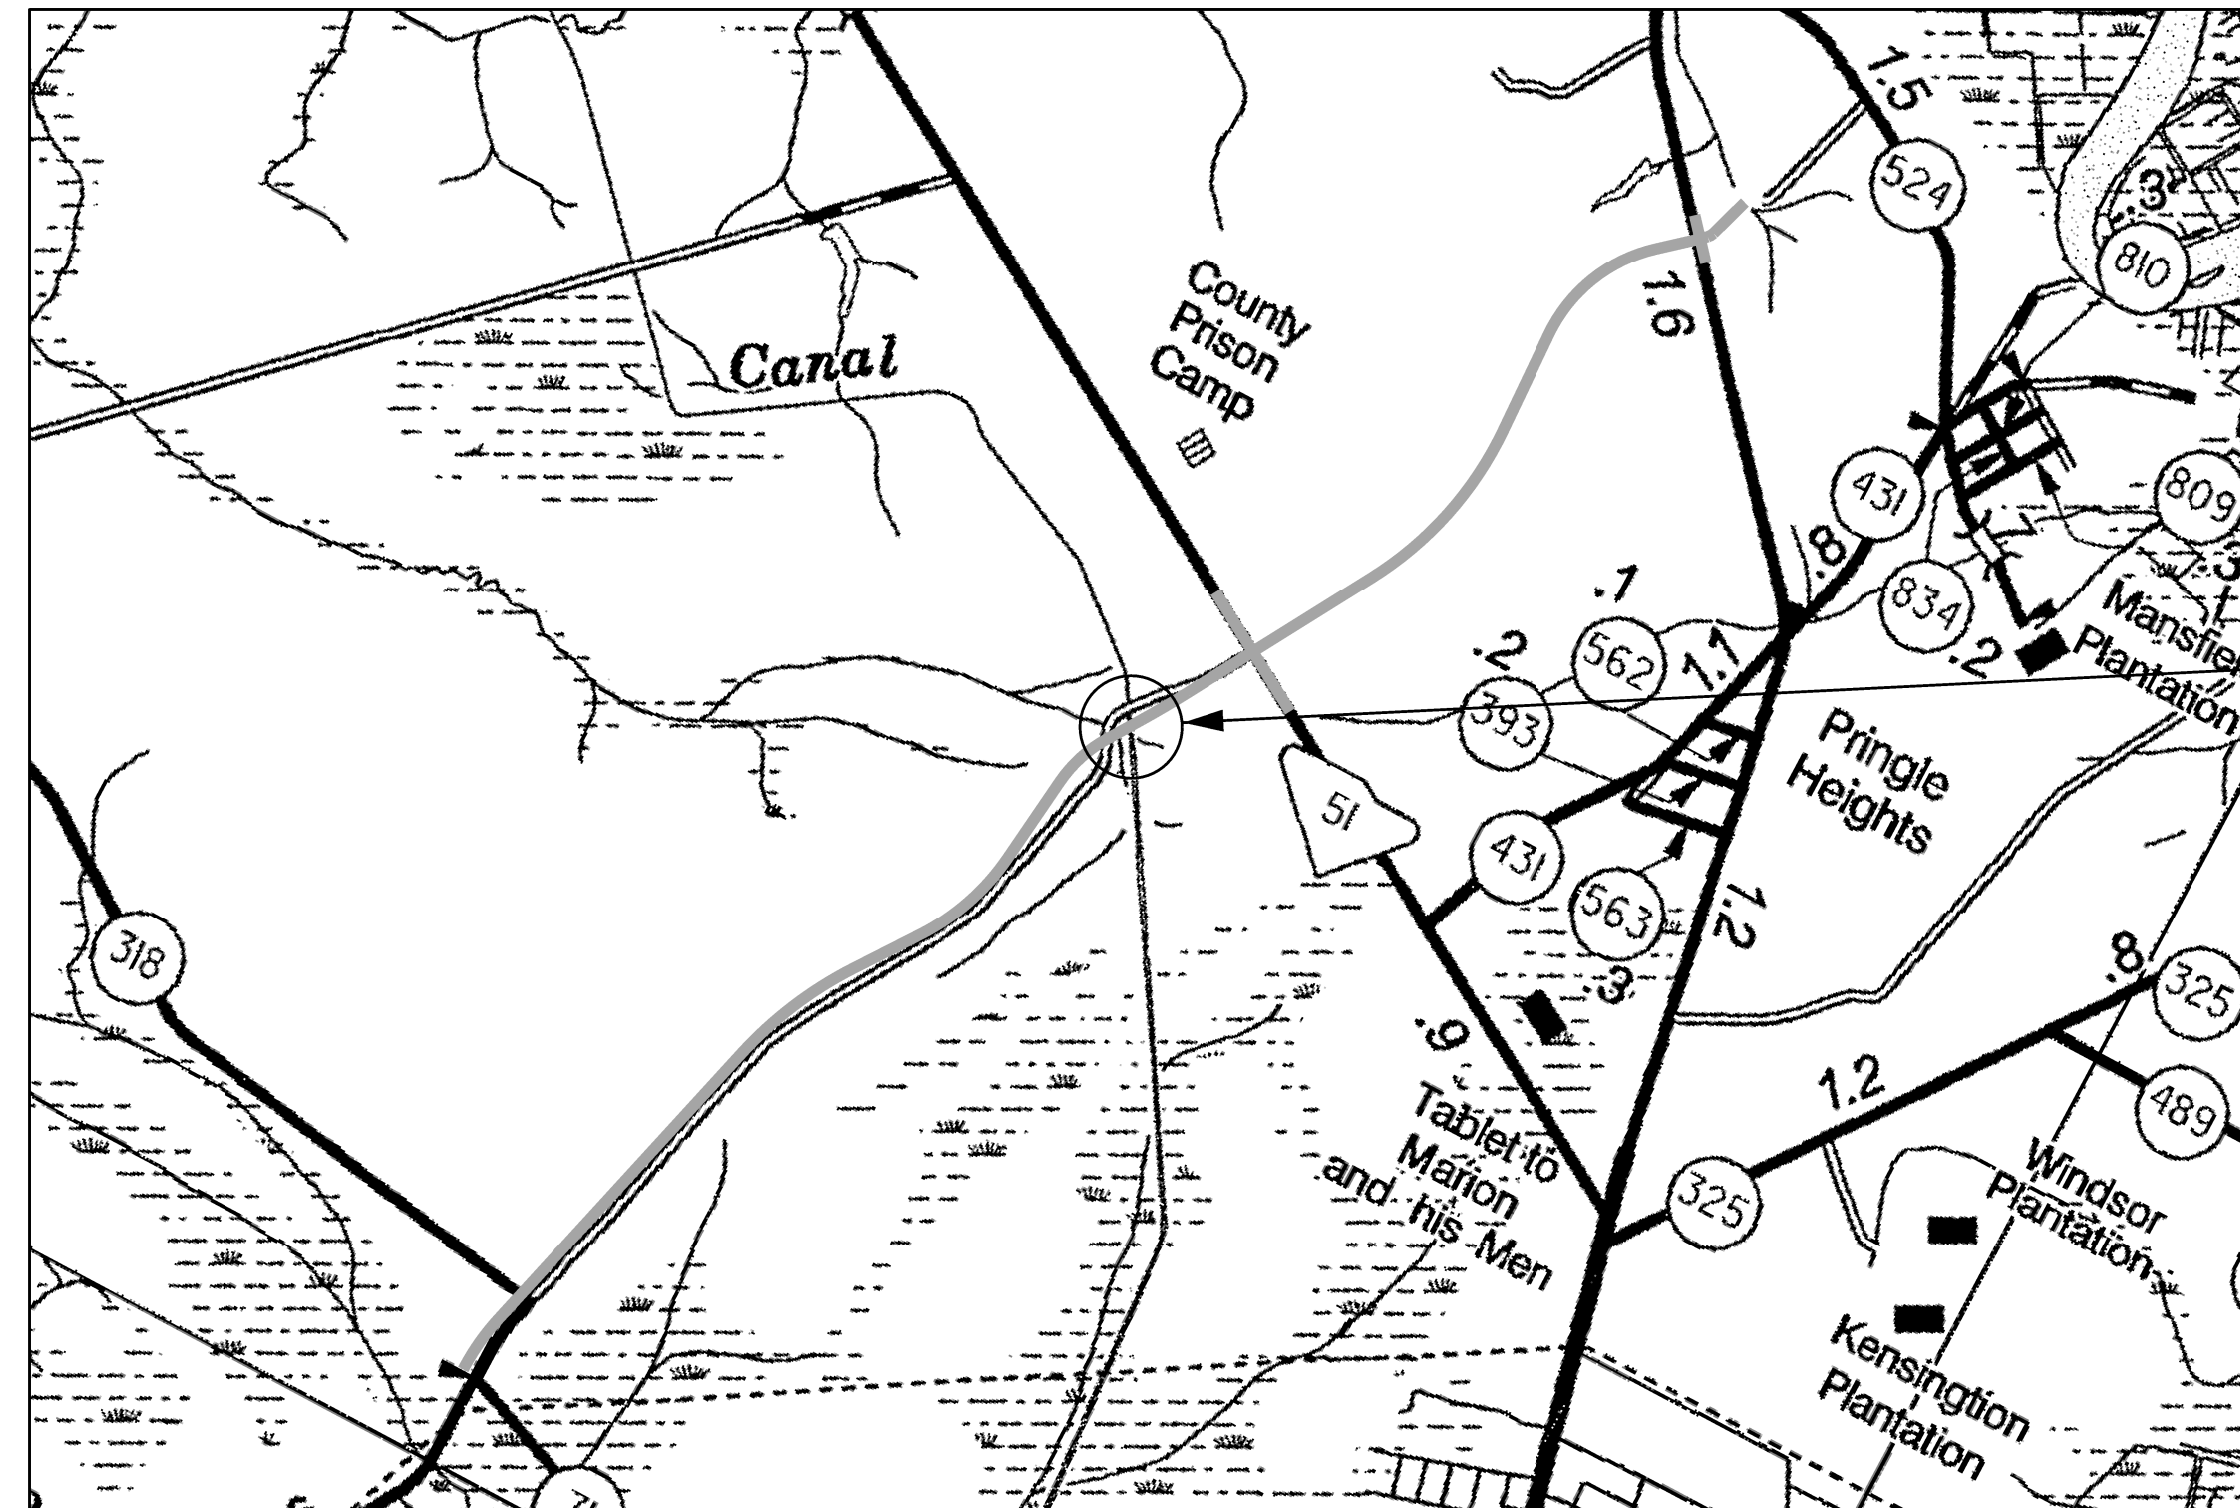 1.5
524
.3
810
County
Prison
Camp
1.6
Canal
431
809
.8
.1
834
Mansfie
Plantation
.2
562
1.1
.2
393
Pringle
Heights
51
431
563
1.2
.3
318
.8
325
.9
1.2
489
Tablet to
Marion
and his Men
325
Windsor
Plantation
Kensington
Plantation